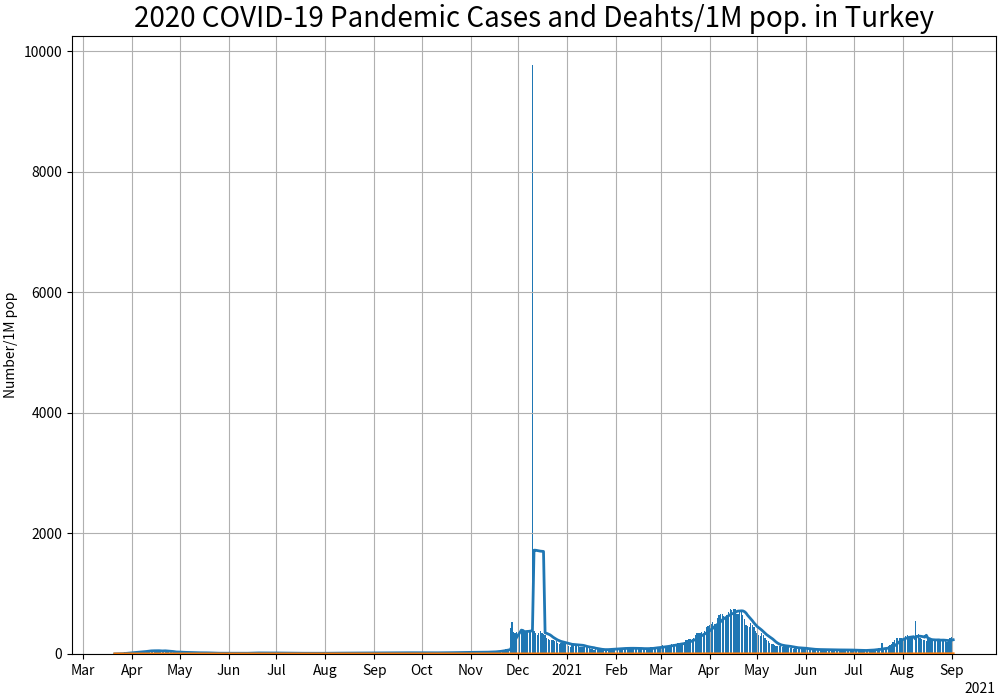 2020 COVID-19 Pandemic Cases and Deahts/1M pop. in Turkey
10000
8000
6000
4000
2000
0
Number/1M pop
Mar Apr May Jun Jul Aug Sep Oct Nov Dec 2021 Feb Mar Apr May Jun Jul Aug Sep
2021